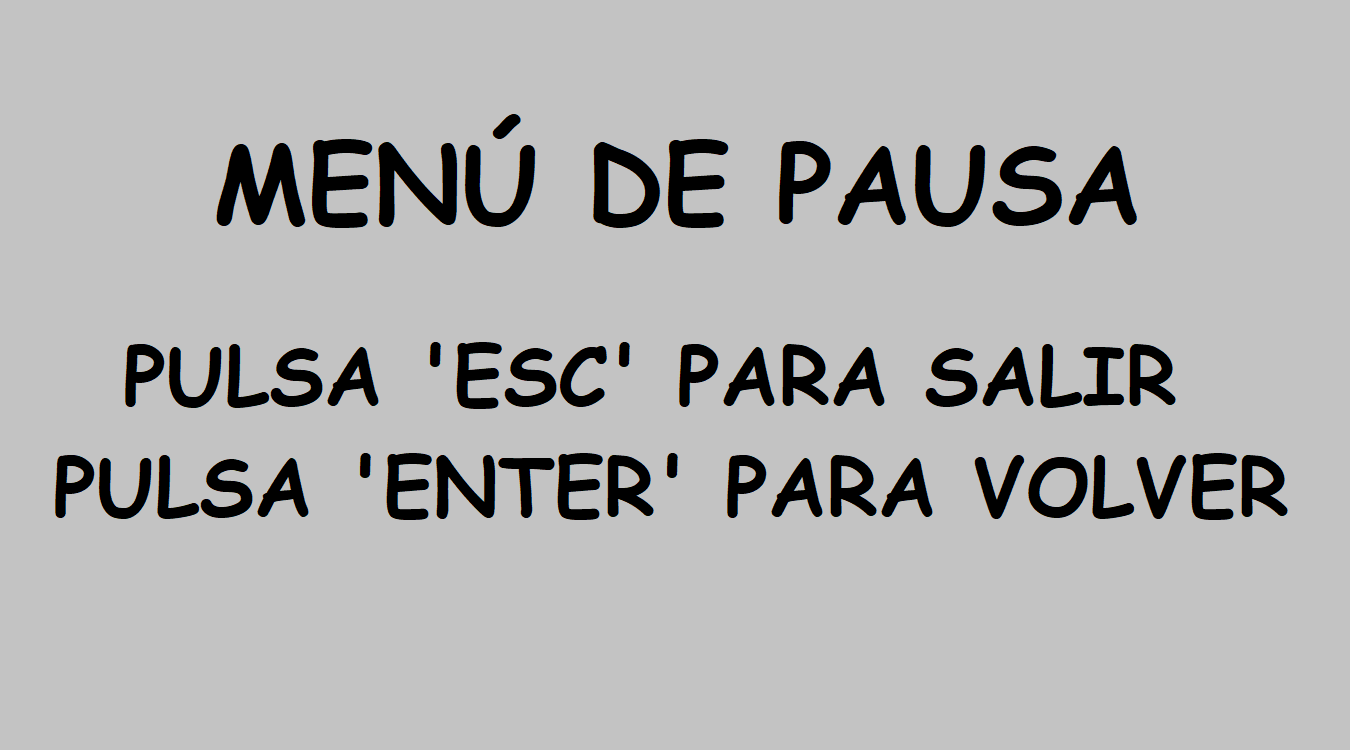 MENÚ DE PAUSA
PULSA 'ESC' PARA SALIR
PULSA 'ENTER' PARA VOLVER